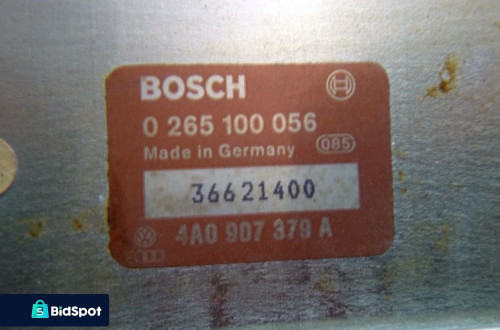 BOSCH
0 265 100 056
Made in Germany
085
36621400
4A0 907 379 A
BidSpot